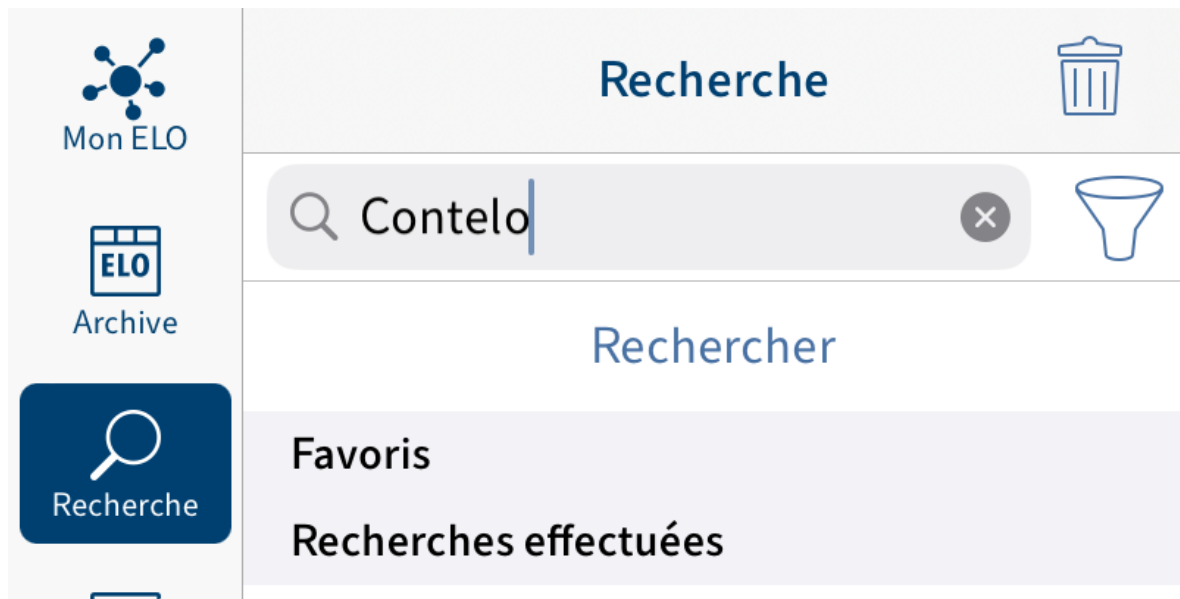 Mon ELO
ELO
Archive
Recherche
Recherche
Contelo
Rechercher
Favoris
Recherches effectuées